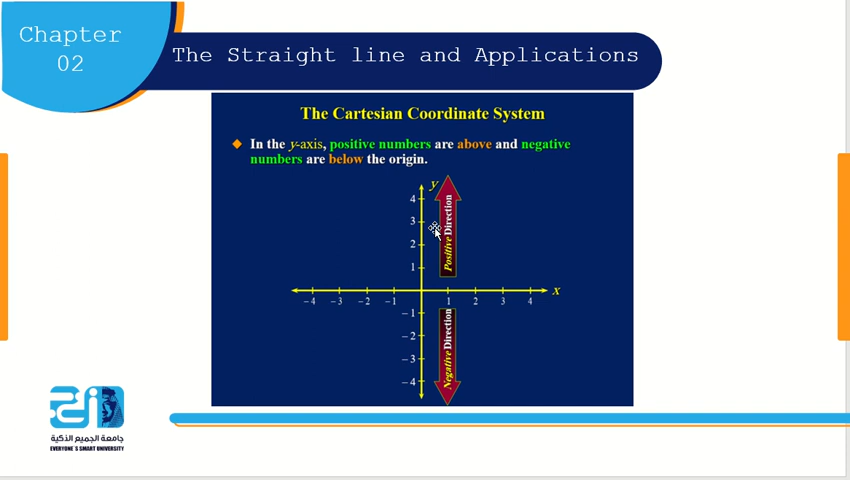 Chapter
02
The Straight line and Applications
The Cartesian Coordinate System
In the y-axis, positive numbers are above and negative
numbers are below the origin.
y
4
3
2
1
Positive Direction
x
– 4 – 3 – 2 – 1 1 2 3 4
– 1
– 2
– 3
– 4
Negative Direction
جامعة الجميع الذكية
EVERYONE`S SMART UNIVERSITY